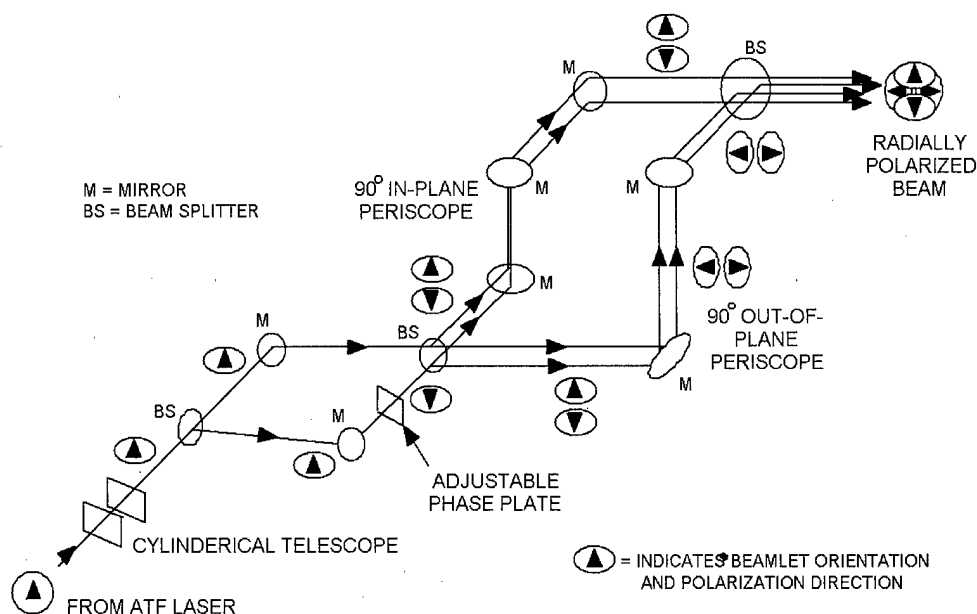 BS
M
RADIALLY
POLARIZED
BEAM
M = MIRROR
BS = BEAM SPLITTER
90° IN-PLANE
PERISCOPE
M
M
M
90° OUT-OF-
PLANE
PERISCOPE
M
M
BS
BS
M
ADJUSTABLE
PHASE PLATE
CYLINDERICAL TELESCOPE
= INDICATES BEAMLET ORIENTATION
AND POLARIZATION DIRECTION
FROM ATF LASER